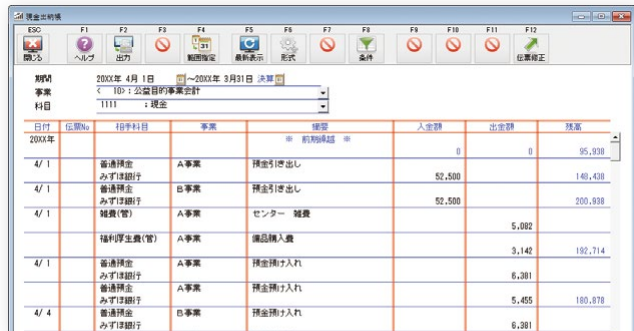 現金出納帳
ESC F1 F2 F3 F4 F5 F6 F7 F8 F9 F10 F11 F12
閉じる ヘルプ 出力 範囲指定 最新表示 形式 条件 伝票修正
期間 20XX年 4月 1日 ～20XX年 3月31日 決算
事業 < 10>：公益目的事業会計
科目 1111 ：現金
日付 伝票No 相手科目 事業 摘要 入金額 出金額 残高
20XX年 ※ 前期繰越 ※
0 0 95,938
4/ 1 普通預金 A事業 預金引き出し
みずほ銀行 52,500 148,438
4/ 1 普通預金 B事業 預金引き出し
みずほ銀行 52,500 200,938
4/ 1 雑費(管) A事業 センター 雑費
5,082
福利厚生費(管) A事業 備品購入費
3,142 192,714
4/ 1 普通預金 A事業 預金預け入れ
みずほ銀行 6,381
普通預金 A事業 預金預け入れ
みずほ銀行 5,455 180,878
4/ 4 普通預金 B事業 預金預け入れ
みずほ銀行 6,381